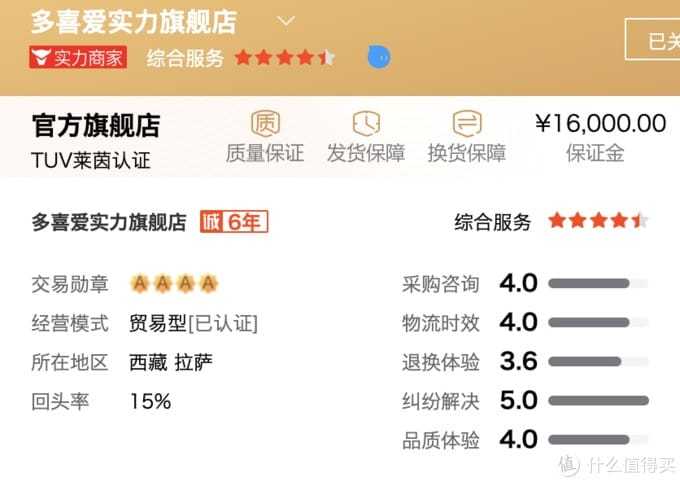 多喜爱实力旗舰店
实力商家 综合服务
已关
官方旗舰店
TUV莱茵认证
质 质量保证
发货保障
换货保障
¥16,000.00
保证金
多喜爱实力旗舰店 诚 6年
综合服务
交易勋章 A A A A
经营模式 贸易型[已认证]
所在地区 西藏 拉萨
回头率 15%
采购咨询 4.0
物流时效 4.0
退换体验 3.6
纠纷解决 5.0
品质体验 4.0
值 什么值得买